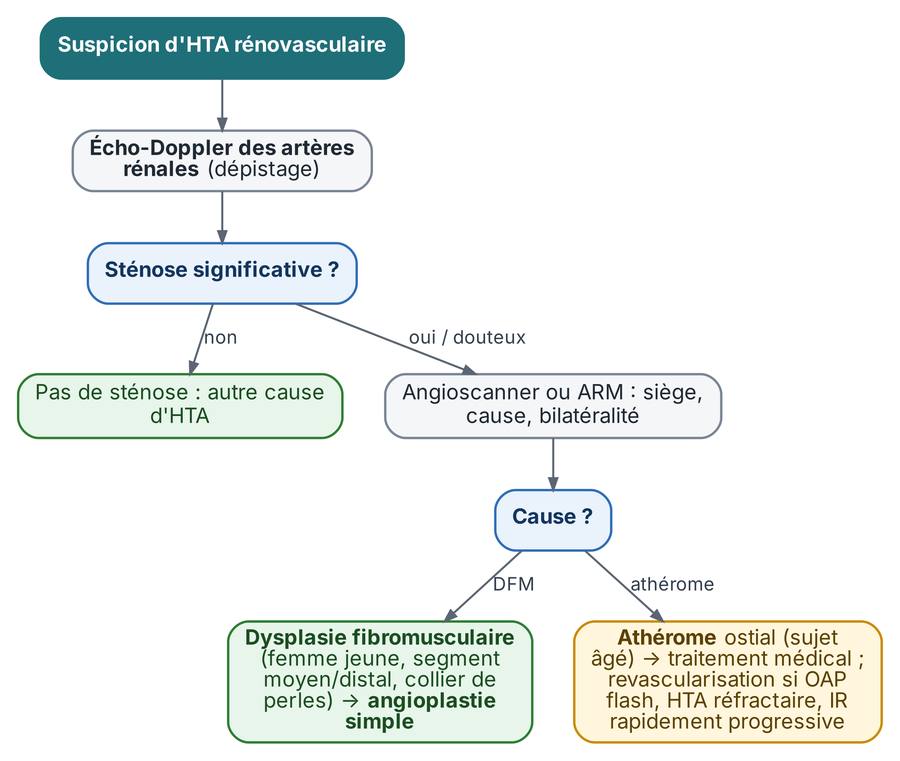 Suspicion d'HTA rénovasculaire
Écho-Doppler des artères
rénales (dépistage)
Sténose significative ?
non
oui / douteux
Pas de sténose : autre cause
d'HTA
Angioscanner ou ARM : siège,
cause, bilatéralité
Cause ?
DFM
athérome
Dysplasie fibromusculaire
(femme jeune, segment
moyen/distal, collier de
perles) → angioplastie
simple
Athérome ostial (sujet
âgé) → traitement médical ;
revascularisation si OAP
flash, HTA réfractaire, IR
rapidement progressive